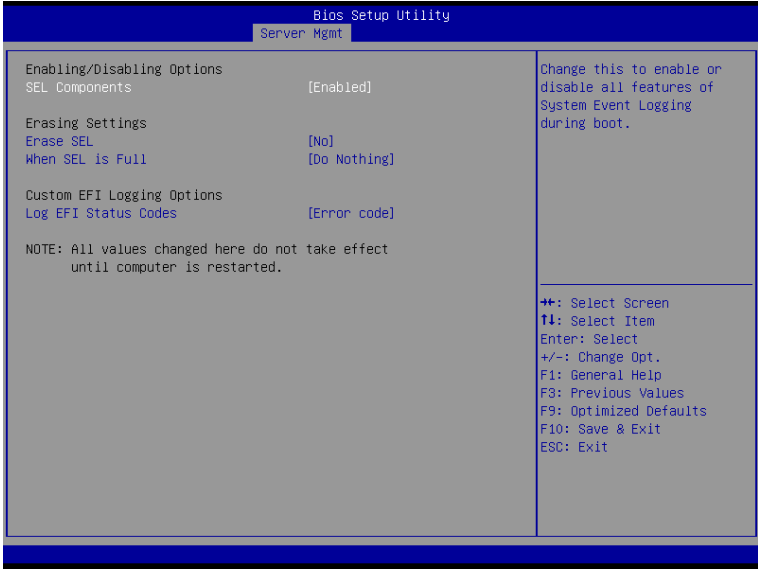 Bios Setup Utility
Server Mgmt
Enabling/Disabling Options
SEL Components [Enabled]
Erasing Settings
Erase SEL [No]
When SEL is Full [Do Nothing]
Custom EFI Logging Options
Log EFI Status Codes [Error code]
NOTE: All values changed here do not take effect
until computer is restarted.
Change this to enable or
disable all features of
System Event Logging
during boot.
→←: Select Screen
↑↓: Select Item
Enter: Select
+/-: Change Opt.
F1: General Help
F3: Previous Values
F9: Optimized Defaults
F10: Save & Exit
ESC: Exit